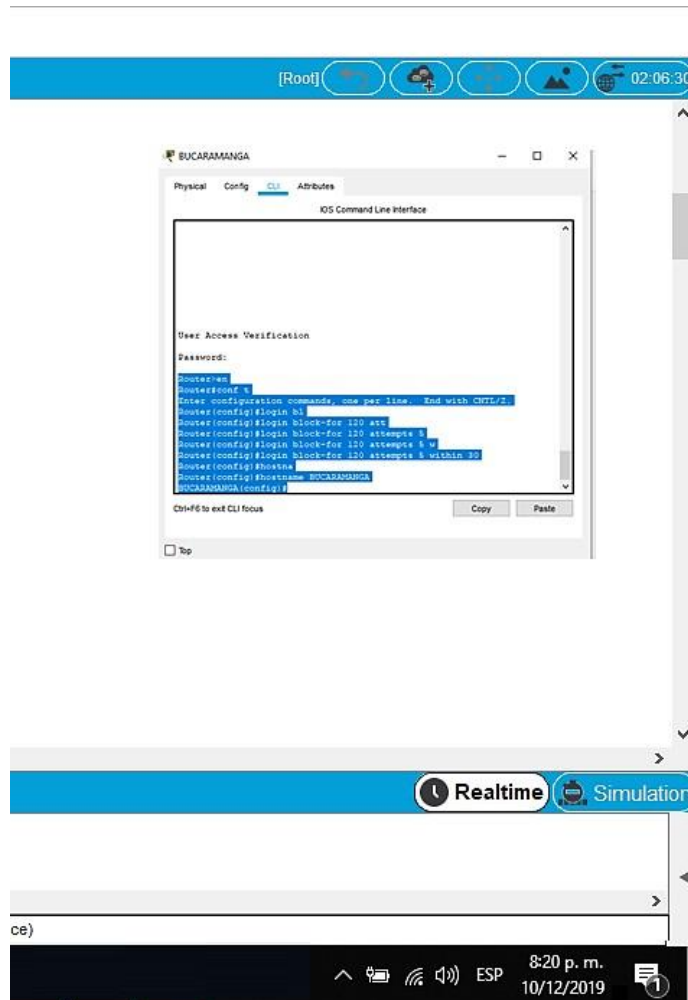 [Root]
02:06:30
BUCARAMANGA
Physical Config CLI Attributes
IOS Command Line Interface
User Access Verification
Password:
Router>en
Router#conf t
Enter configuration commands, one per line. End with CNTL/Z.
Router(config)#login bl
Router(config)#login block-for 120 att
Router(config)#login block-for 120 attempts 5
Router(config)#login block-for 120 attempts 5 w
Router(config)#login block-for 120 attempts 5 within 30
Router(config)#hostna
Router(config)#hostname BUCARAMANGA
BUCARAMANGA(config)#
Ctrl+F6 to exit CLI focus
Copy Paste
Top
Realtime Simulation
ce)
ESP 8:20 p. m.
10/12/2019
1